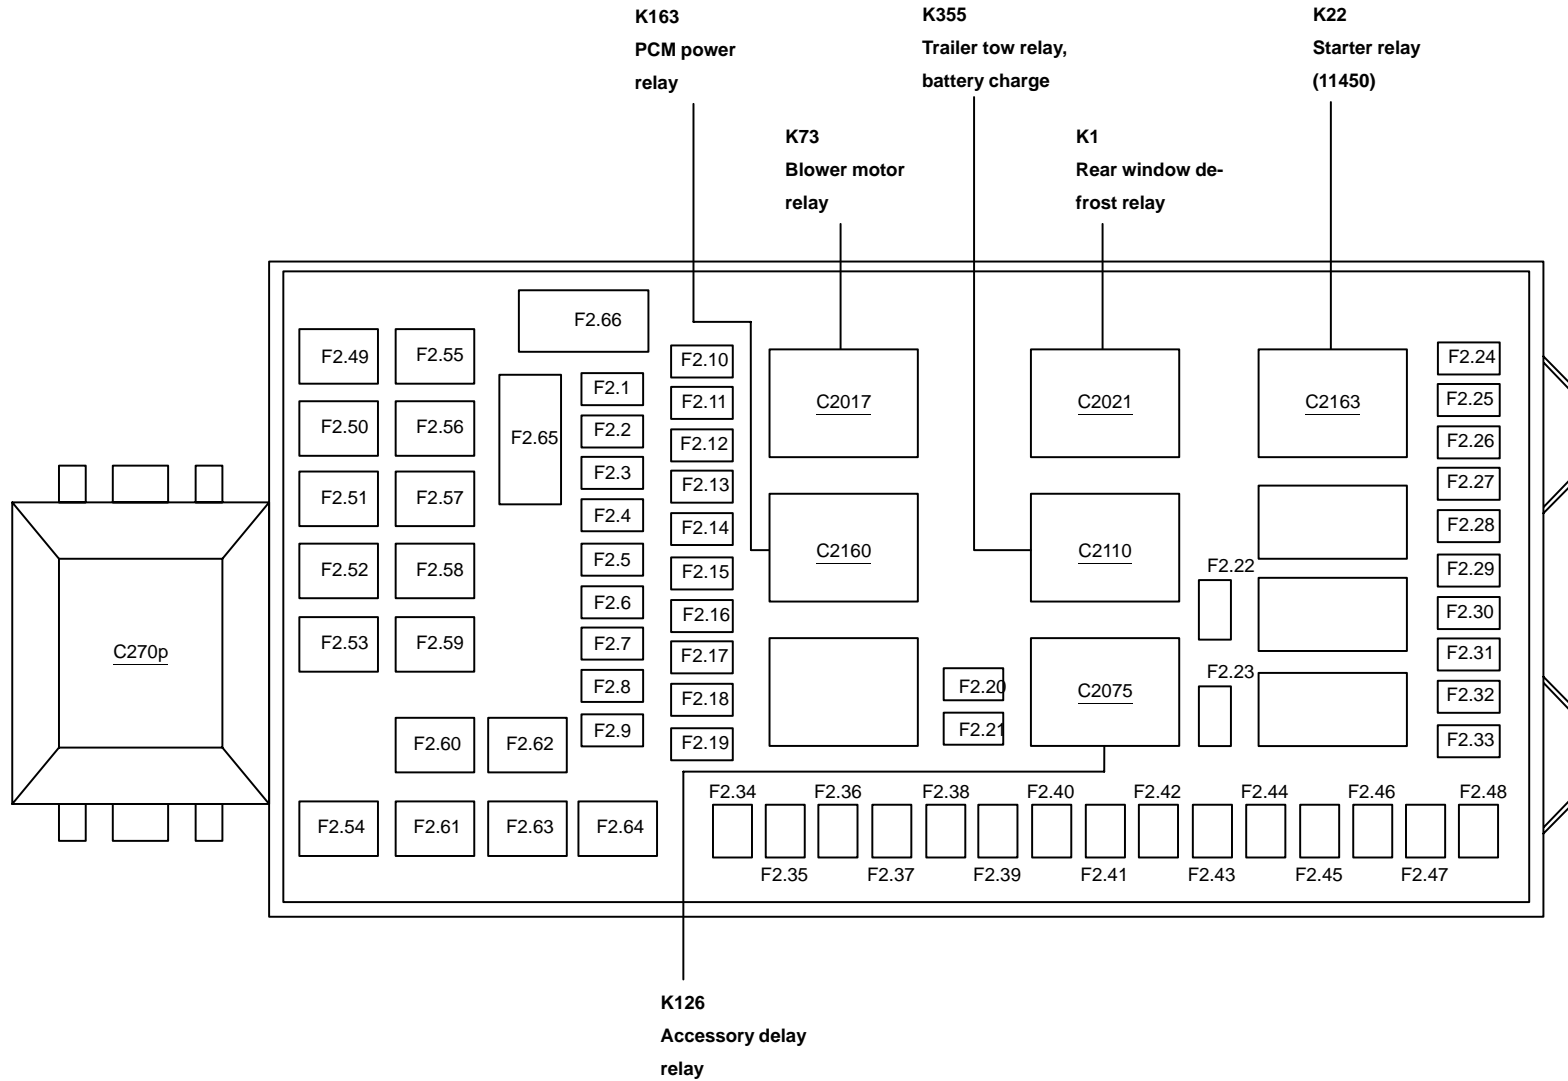 K163
PCM power
relay
K355
Trailer tow relay,
battery charge
K22
Starter relay
(11450)
K73
Blower motor
relay
K1
Rear window de-
frost relay
F2.66
F2.49
F2.55
F2.50
F2.56
F2.65
F2.51
F2.57
F2.52
F2.58
F2.53
F2.59
F2.60
F2.62
F2.54
F2.61
F2.63
F2.64
C270p
F2.1
F2.2
F2.3
F2.4
F2.5
F2.6
F2.7
F2.8
F2.9
F2.10
F2.11
F2.12
F2.13
F2.14
F2.15
F2.16
F2.17
F2.18
F2.19
C2017
C2021
C2163
C2160
C2110
C2075
F2.20
F2.21
F2.22
F2.23
F2.24
F2.25
F2.26
F2.27
F2.28
F2.29
F2.30
F2.31
F2.32
F2.33
F2.34
F2.36
F2.38
F2.40
F2.42
F2.44
F2.46
F2.48
F2.35
F2.37
F2.39
F2.41
F2.43
F2.45
F2.47
K126
Accessory delay
relay